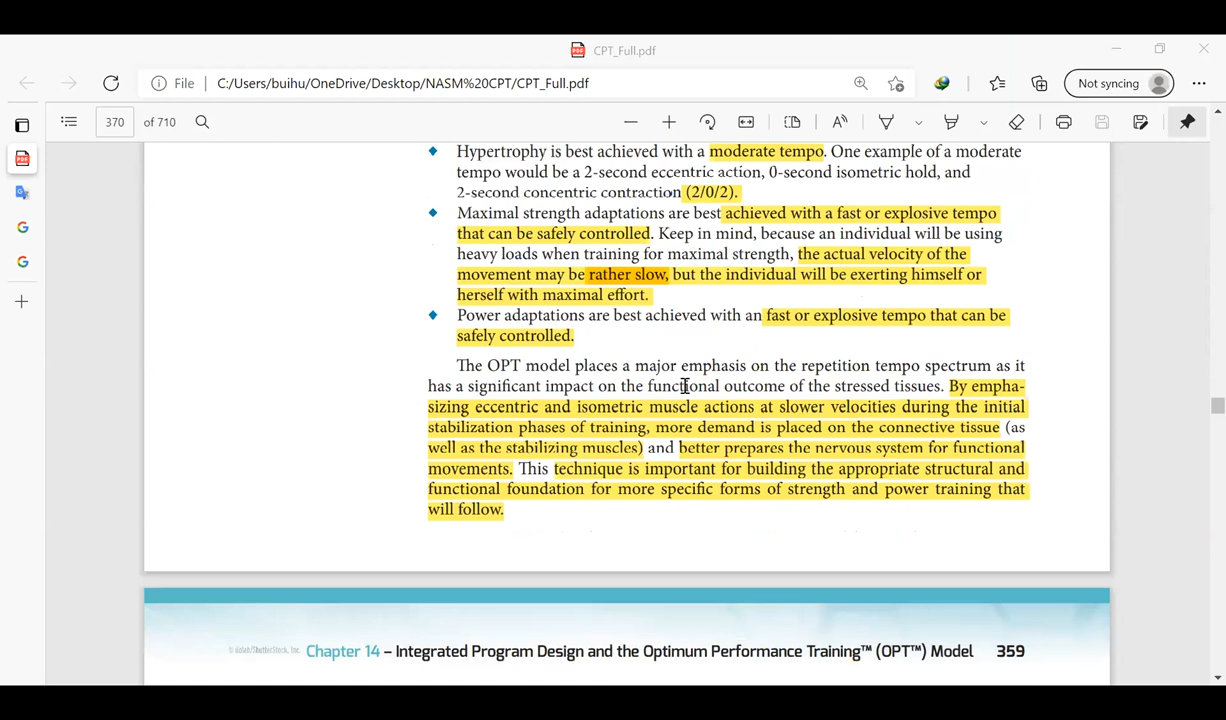 CPT_Full.pdf
File C:/Users/buihu/OneDrive/Desktop/NASM%20CPT/CPT_Full.pdf Not syncing
370 of 710
Hypertrophy is best achieved with a moderate tempo. One example of a moderate
tempo would be a 2-second eccentric action, 0-second isometric hold, and
2-second concentric contraction (2/0/2).
Maximal strength adaptations are best achieved with a fast or explosive tempo
that can be safely controlled. Keep in mind, because an individual will be using
heavy loads when training for maximal strength, the actual velocity of the
movement may be rather slow, but the individual will be exerting himself or
herself with maximal effort.
Power adaptations are best achieved with an fast or explosive tempo that can be
safely controlled.
The OPT model places a major emphasis on the repetition tempo spectrum as it
has a significant impact on the functional outcome of the stressed tissues. By empha-
sizing eccentric and isometric muscle actions at slower velocities during the initial
stabilization phases of training, more demand is placed on the connective tissue (as
well as the stabilizing muscles) and better prepares the nervous system for functional
movements. This technique is important for building the appropriate structural and
functional foundation for more specific forms of strength and power training that
will follow.
Chapter 14 – Integrated Program Design and the Optimum Performance Training™ (OPT™) Model 359